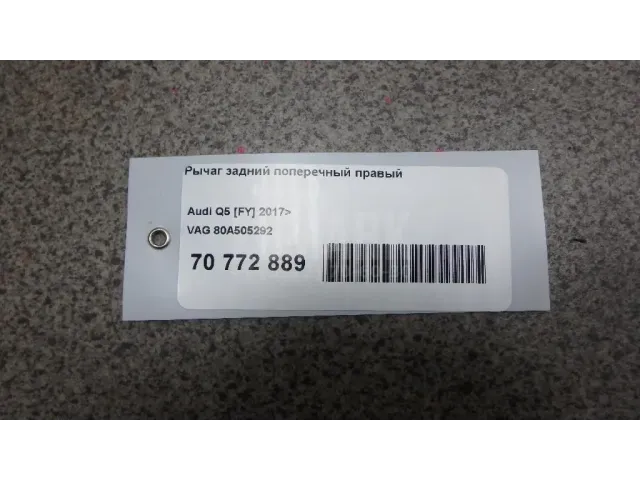 Рычаг задний поперечный правый
Audi Q5 [FY] 2017>
VAG 80A505292
70 772 889